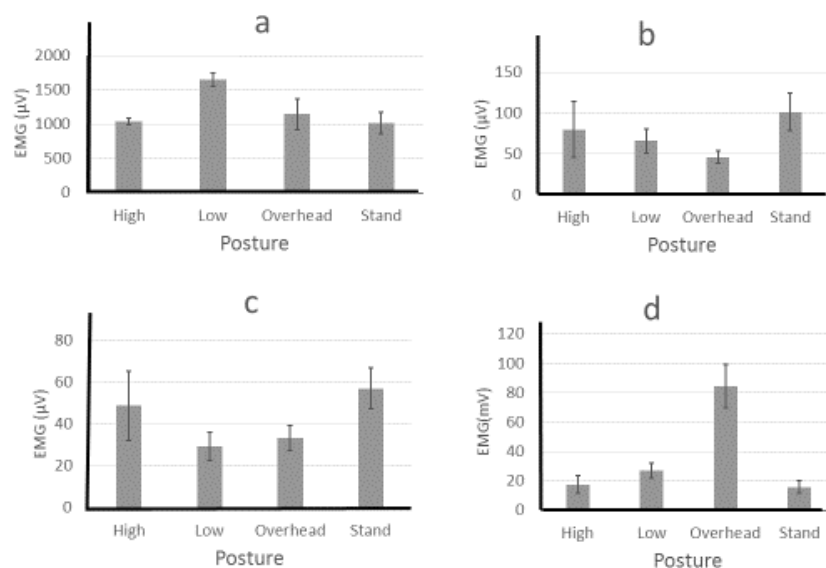 a
2000
1500
1000
500
0
EMG (μV)
High Low Overhead Stand
Posture
b
150
100
50
0
EMG (μV)
High Low Overhead Stand
Posture
c
80
60
40
20
0
EMG (μV)
High Low Overhead Stand
Posture
d
120
100
80
60
40
20
0
EMG(mV)
High Low Overhead Stand
Posture